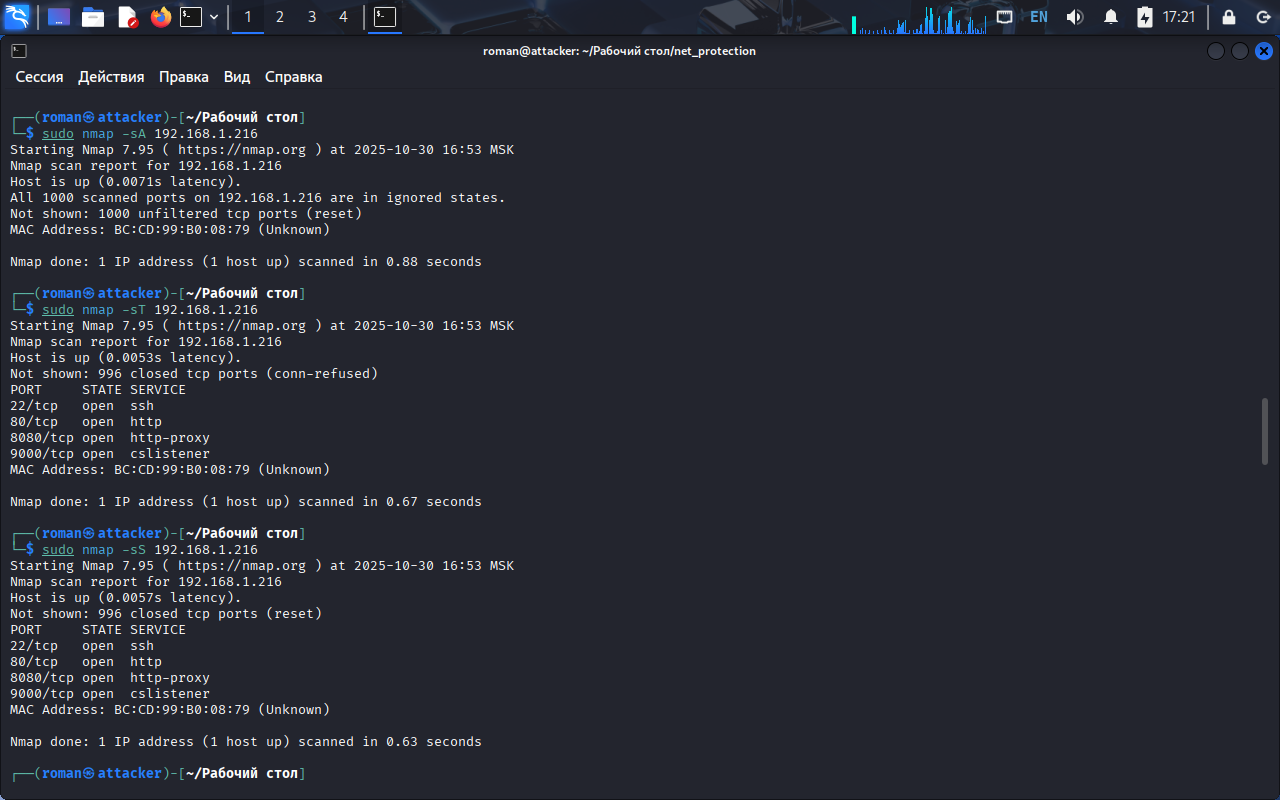 1 2 3 4 EN 17:21
roman@attacker: ~/Рабочий стол/net_protection
Сессия Действия Правка Вид Справка
┌──(roman㉿attacker)-[~/Рабочий стол]
└─$ sudo nmap -sA 192.168.1.216
Starting Nmap 7.95 ( https://nmap.org ) at 2025-10-30 16:53 MSK
Nmap scan report for 192.168.1.216
Host is up (0.0071s latency).
All 1000 scanned ports on 192.168.1.216 are in ignored states.
Not shown: 1000 unfiltered tcp ports (reset)
MAC Address: BC:CD:99:B0:08:79 (Unknown)
Nmap done: 1 IP address (1 host up) scanned in 0.88 seconds
┌──(roman㉿attacker)-[~/Рабочий стол]
└─$ sudo nmap -sT 192.168.1.216
Starting Nmap 7.95 ( https://nmap.org ) at 2025-10-30 16:53 MSK
Nmap scan report for 192.168.1.216
Host is up (0.0053s latency).
Not shown: 996 closed tcp ports (conn-refused)
PORT     STATE SERVICE
22/tcp   open  ssh
80/tcp   open  http
8080/tcp open  http-proxy
9000/tcp open  cslistener
MAC Address: BC:CD:99:B0:08:79 (Unknown)
Nmap done: 1 IP address (1 host up) scanned in 0.67 seconds
┌──(roman㉿attacker)-[~/Рабочий стол]
└─$ sudo nmap -sS 192.168.1.216
Starting Nmap 7.95 ( https://nmap.org ) at 2025-10-30 16:53 MSK
Nmap scan report for 192.168.1.216
Host is up (0.0057s latency).
Not shown: 996 closed tcp ports (reset)
PORT     STATE SERVICE
22/tcp   open  ssh
80/tcp   open  http
8080/tcp open  http-proxy
9000/tcp open  cslistener
MAC Address: BC:CD:99:B0:08:79 (Unknown)
Nmap done: 1 IP address (1 host up) scanned in 0.63 seconds
┌──(roman㉿attacker)-[~/Рабочий стол]